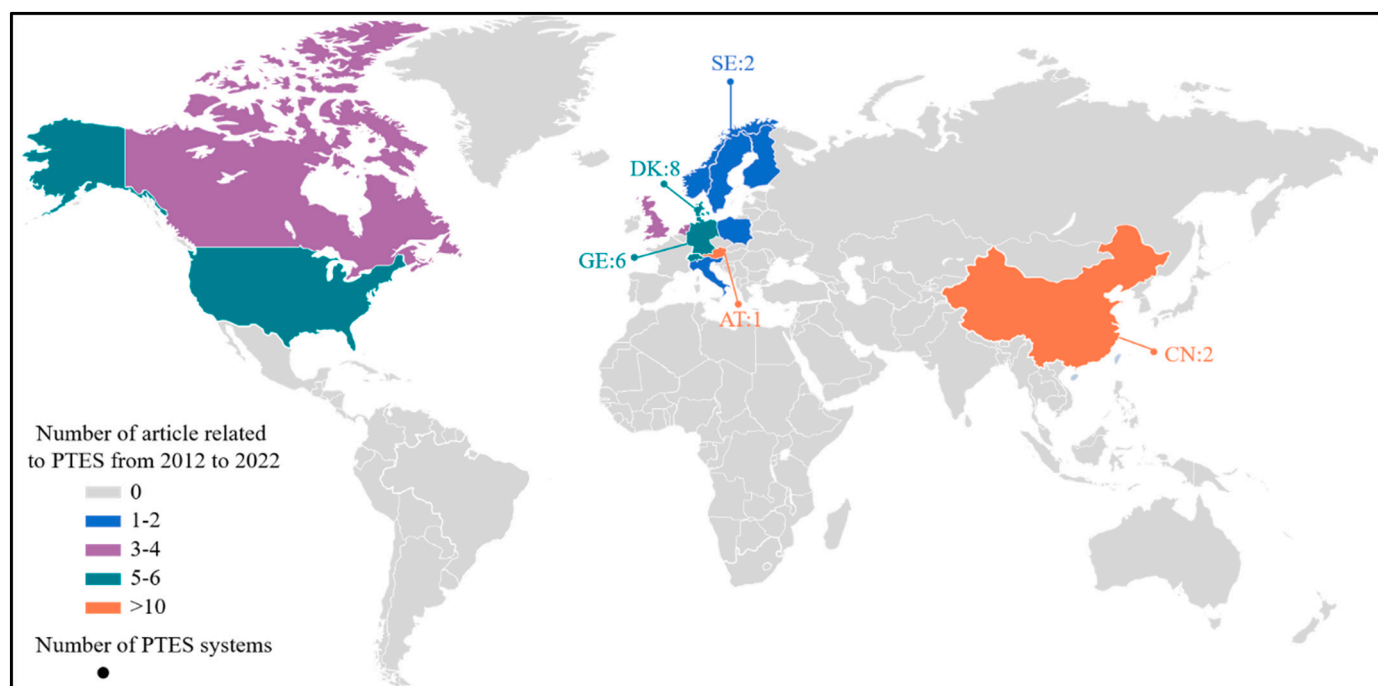 SE:2
DK:8
GE:6
AT:1
CN:2
Number of article related
to PTES from 2012 to 2022
0
1-2
3-4
5-6
>10
Number of PTES systems